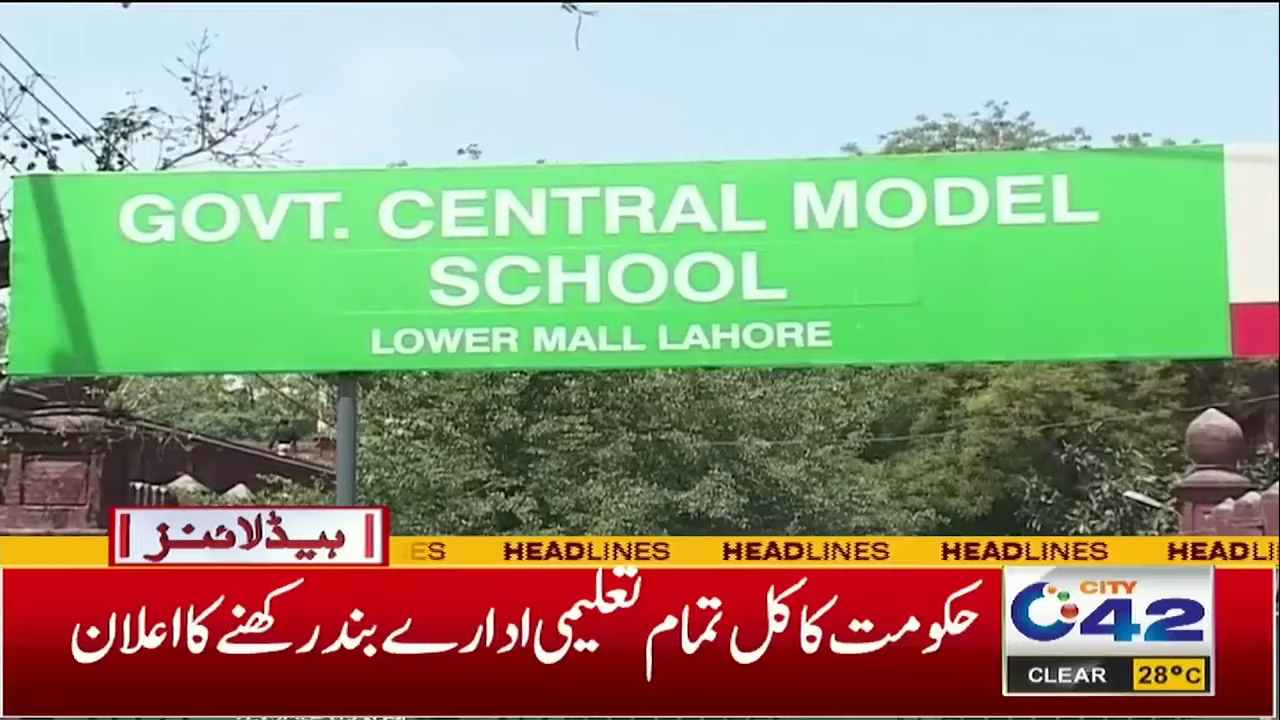 GOVT. CENTRAL MODEL
SCHOOL
LOWER MALL LAHORE
ہیڈلائنز
ES HEADLINES HEADLINES HEADLINES HEADLI
حکومت کا کل تمام تعلیمی ادارے بند رکھنے کا اعلان
CITY
42
CLEAR 28°C